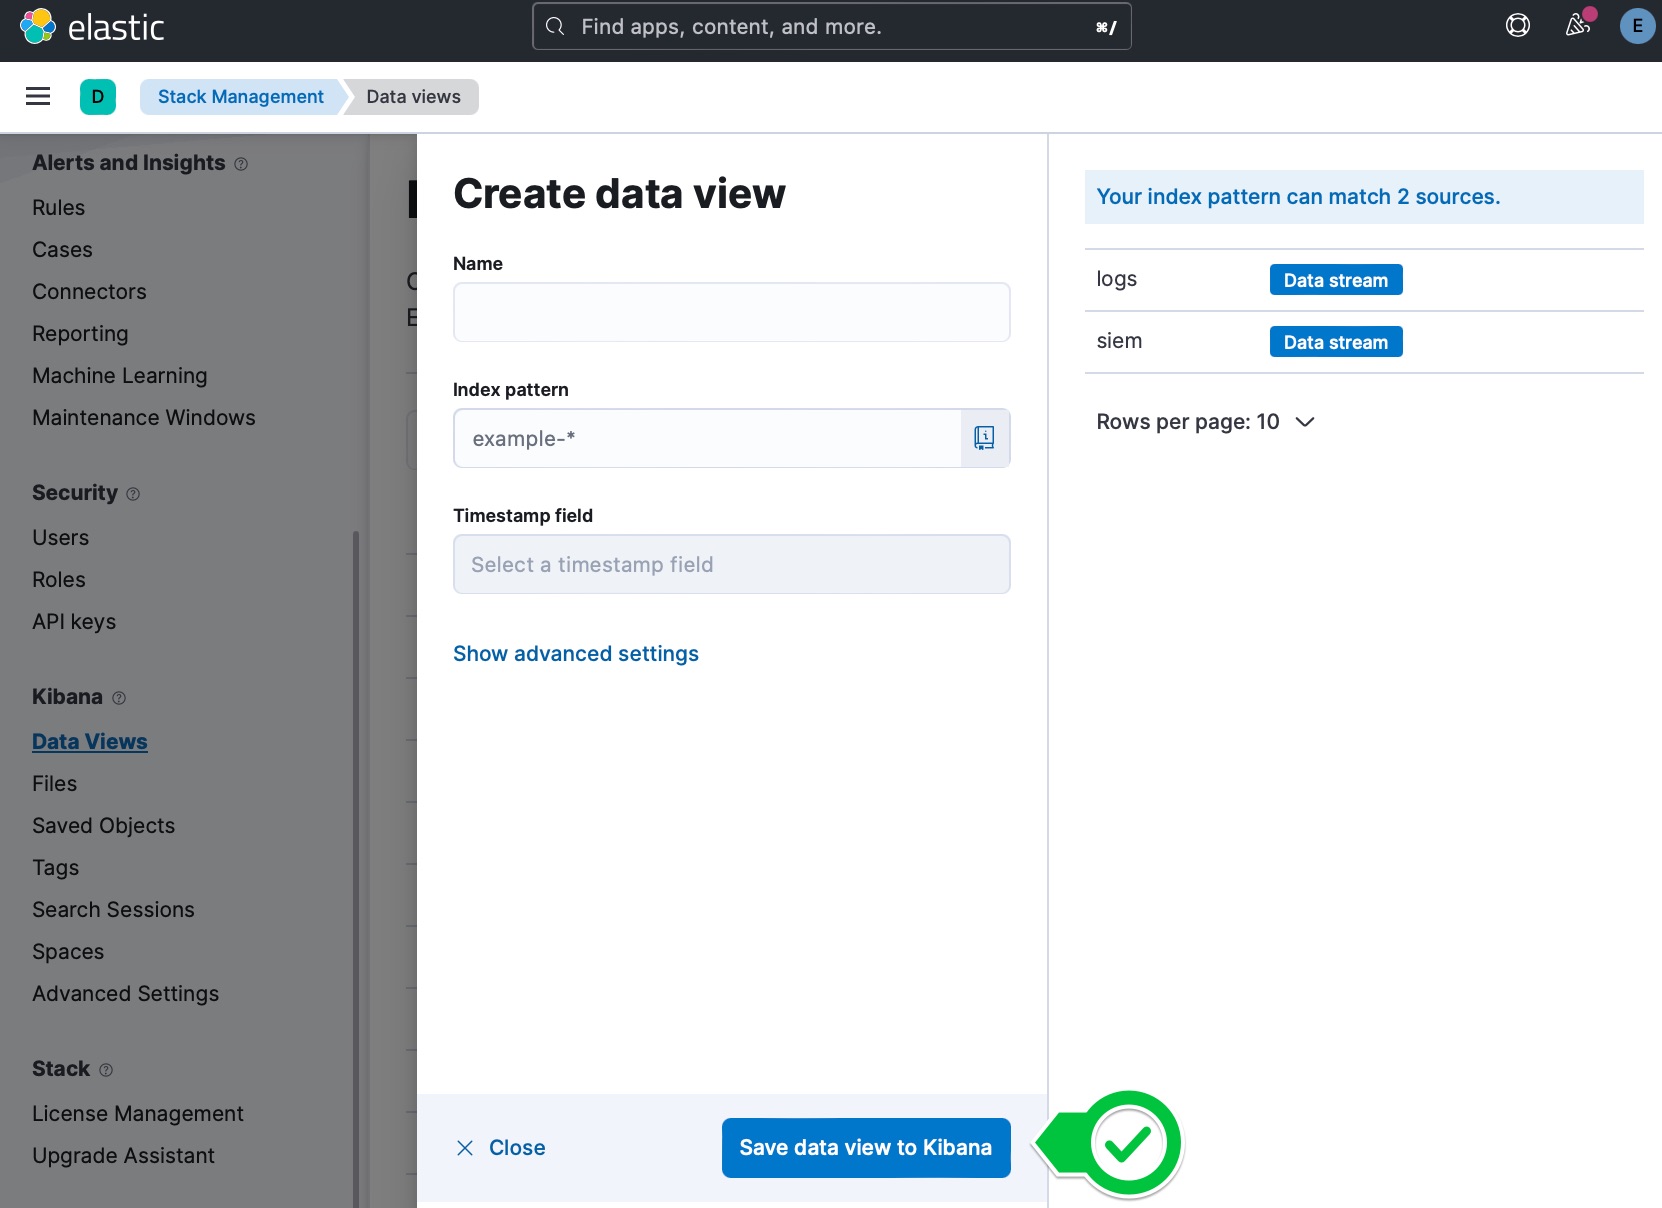 elastic
Find apps, content, and more.
⌘/
E
D
Stack Management
Data views
Alerts and Insights
Rules
Cases
Connectors
Reporting
Machine Learning
Maintenance Windows
Security
Users
Roles
API keys
Kibana
Data Views
Files
Saved Objects
Tags
Search Sessions
Spaces
Advanced Settings
Stack
License Management
Upgrade Assistant
Create data view
Name
Index pattern
example-*
Timestamp field
Select a timestamp field
Show advanced settings
Close
Save data view to Kibana
Your index pattern can match 2 sources.
logs Data stream
siem Data stream
Rows per page: 10